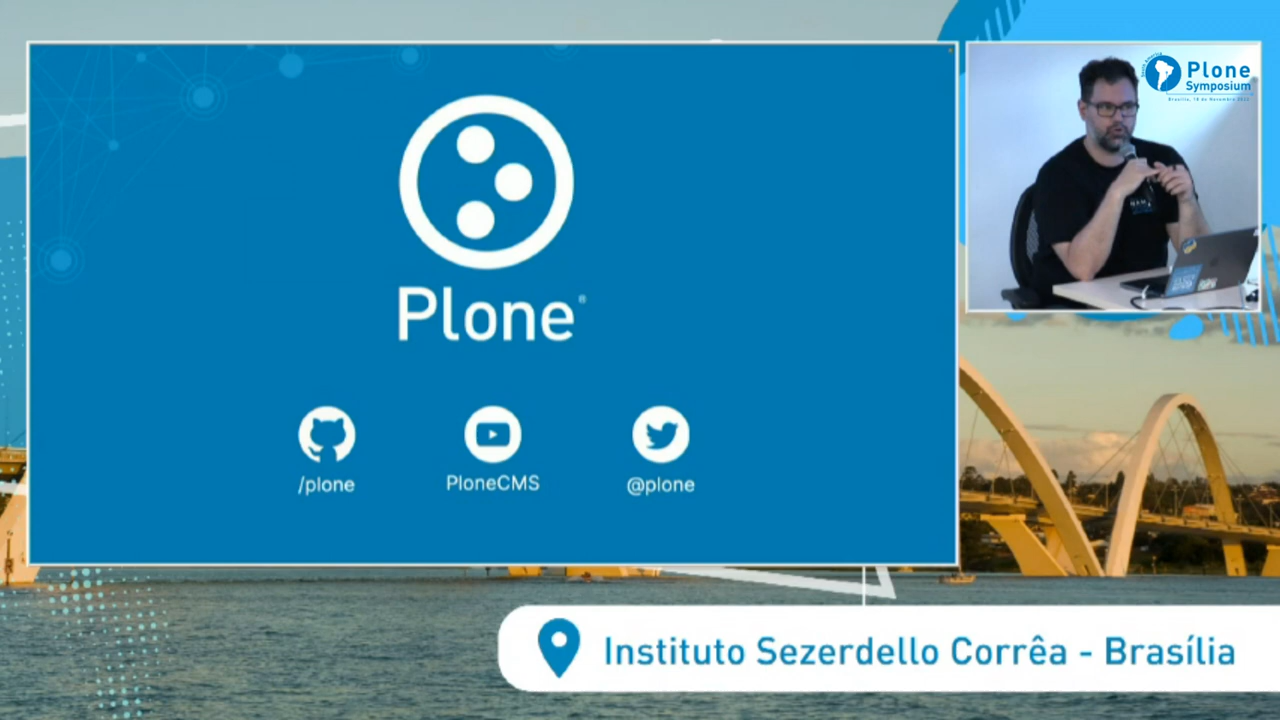 Plone
/plone
PloneCMS
@plone
Plone
Symposium
Instituto Sezerdello Corrêa - Brasília